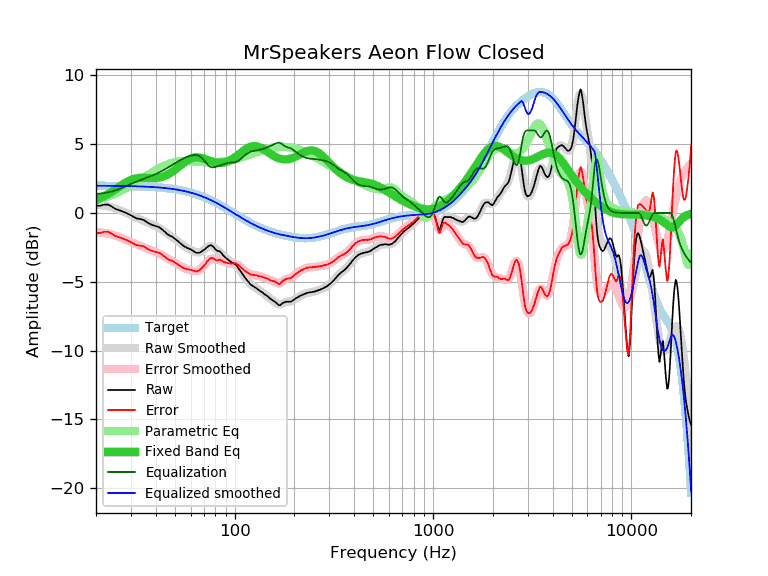 MrSpeakers Aeon Flow Closed
Amplitude (dBr)
10
5
0
−5
−10
−15
−20
Target
Raw Smoothed
Error Smoothed
Raw
Error
Parametric Eq
Fixed Band Eq
Equalization
Equalized smoothed
100 1000 10000
Frequency (Hz)